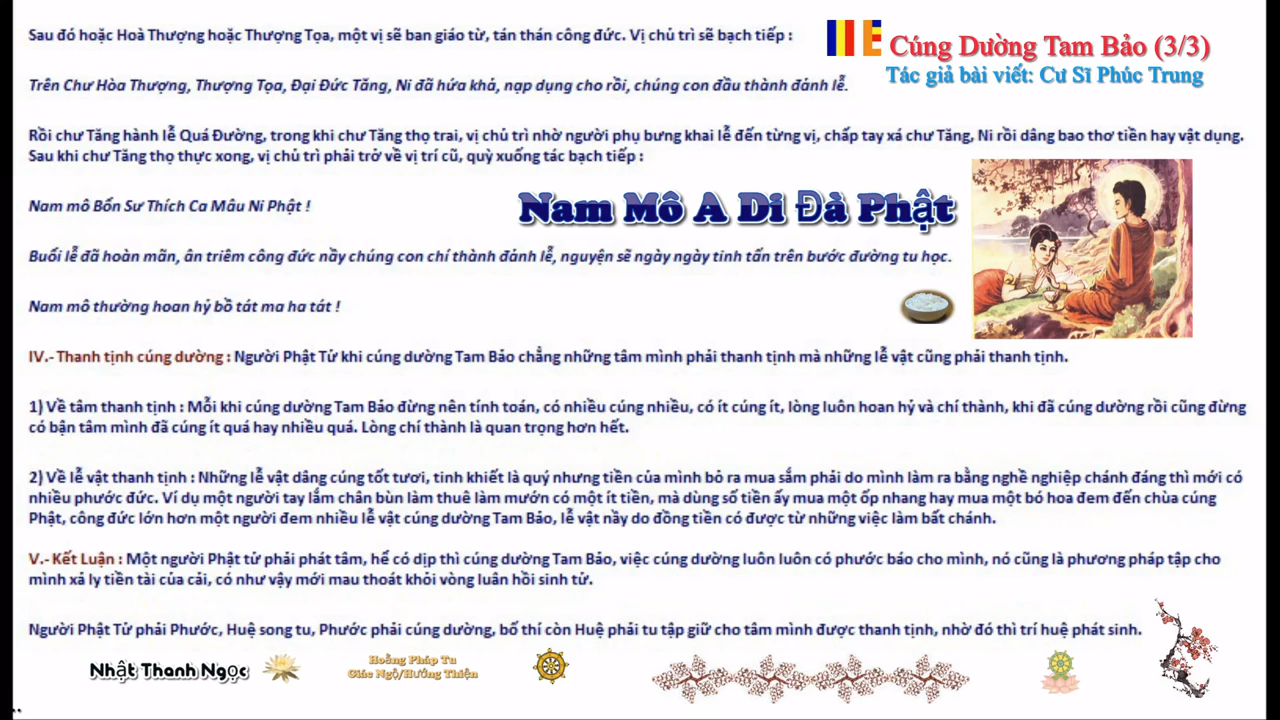 Cúng Dường Tam Bảo (3/3)
Tác giả bài viết: Cư Sĩ Phúc Trung
Sau đó hoặc Hoà Thượng hoặc Thượng Tọa, một vị sẽ ban giáo từ, tán thán công đức. Vị chủ trì sẽ bạch tiếp :
Trên Chư Hòa Thượng, Thượng Tọa, Đại Đức Tăng, Ni đã hứa khả, nạp dụng cho rồi, chúng con đầu thành đảnh lễ.
Rồi chư Tăng hành lễ Quá Đường, trong khi chư Tăng thọ trai, vị chủ trì nhờ người phụ bưng khai lễ đến từng vị, chấp tay xá chư Tăng, Ni rồi dâng bao thơ tiền hay vật dụng.
Sau khi chư Tăng thọ thực xong, vị chủ trì phải trở về vị trí cũ, quỳ xuống tác bạch tiếp :
Nam mô Bổn Sư Thích Ca Mâu Ni Phật !
Nam Mô A Di Đà Phật
Buổi lễ đã hoàn mãn, ân triêm công đức nầy chúng con chí thành đảnh lễ, nguyện sẽ ngày ngày tinh tấn trên bước đường tu học.
Nam mô thường hoan hỷ bồ tát ma ha tát !
IV.- Thanh tịnh cúng dường : Người Phật Tử khi cúng dường Tam Bảo chẳng những tâm mình phải thanh tịnh mà những lễ vật cũng phải thanh tịnh.
1) Về tâm thanh tịnh : Mỗi khi cúng dường Tam Bảo đừng nên tính toán, có nhiều cúng nhiều, có ít cúng ít, lòng luôn hoan hỷ và chí thành, khi đã cúng dường rồi cũng đừng
có bận tâm mình đã cúng ít quá hay nhiều quá. Lòng chí thành là quan trọng hơn hết.
2) Về lễ vật thanh tịnh : Những lễ vật dâng cúng tốt tươi, tinh khiết là quý nhưng tiền của mình bỏ ra mua sắm phải do mình làm ra bằng nghề nghiệp chánh đáng thì mới có
nhiều phước đức. Ví dụ một người tay lấm chân bùn làm thuê làm mướn có một ít tiền, mà dùng số tiền ấy mua một ốp nhang hay mua một bó hoa đem đến chùa cúng
Phật, công đức lớn hơn một người đem nhiều lễ vật cúng dường Tam Bảo, lễ vật nầy do đồng tiền có được từ những việc làm bất chánh.
V.- Kết Luận : Một người Phật tử phải phát tâm, hể có dịp thì cúng dường Tam Bảo, việc cúng dường luôn luôn có phước báo cho mình, nó cũng là phương pháp tập cho
mình xả ly tiền tài của cải, có như vậy mới mau thoát khỏi vòng luân hồi sinh tử.
Người Phật Tử phải Phước, Huệ song tu, Phước phải cúng dường, bố thí còn Huệ phải tu tập giữ cho tâm mình được thanh tịnh, nhờ đó thì trí huệ phát sinh.
Nhật Thanh Ngọc
Hoằng Pháp Tu
Giác Ngộ/Hướng Thiện
..